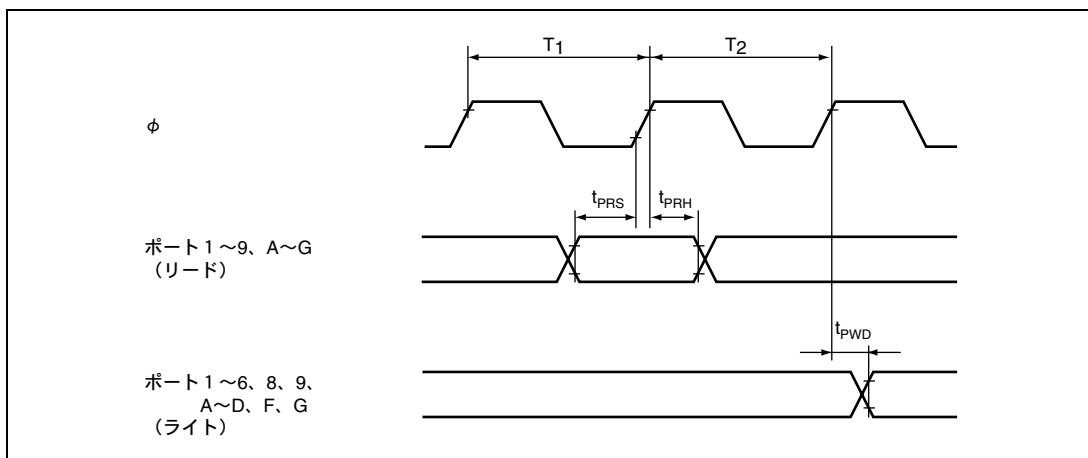 T1 T2
φ
tPRS tPRH
ポート1～9、A～G
（リード）
tPWD
ポート1～6、8、9、
A～D、F、G
（ライト）